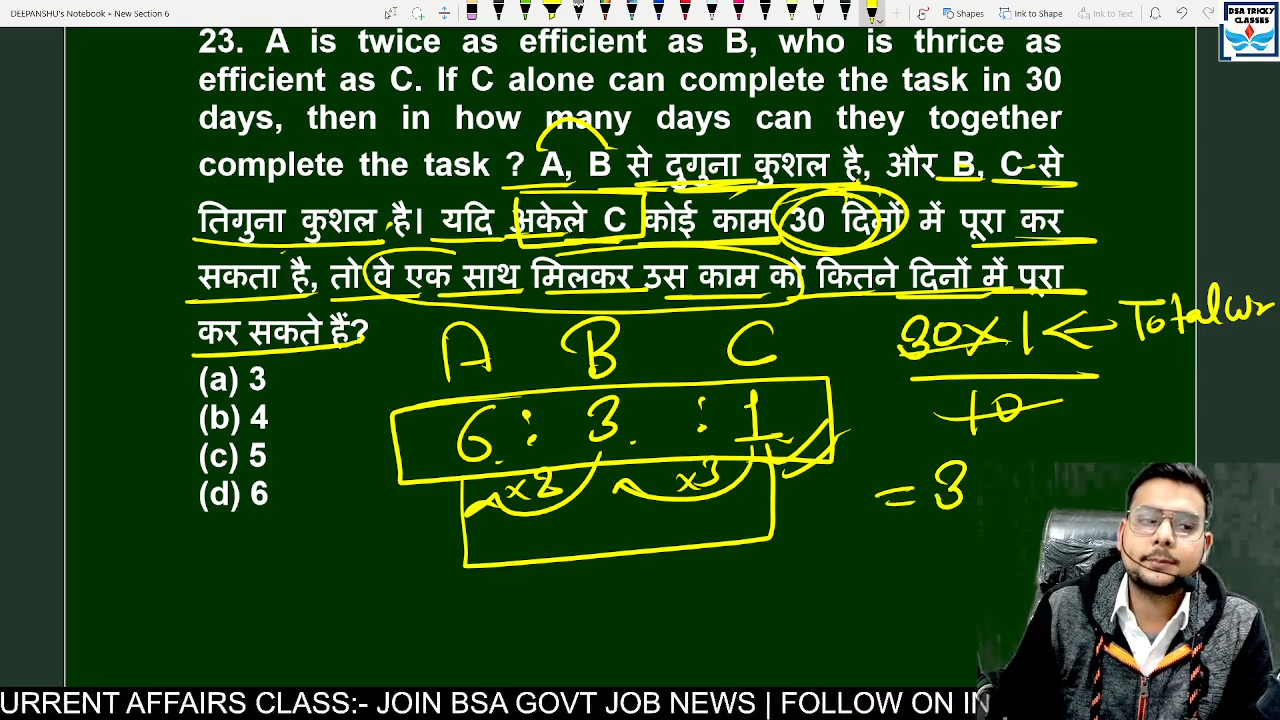 DEEPANSHU's Notebook » New Section 6
Shapes Ink to Shape Ink to Text
DSA TRICKY
CLASSES
23. A is twice as efficient as B, who is thrice as
efficient as C. If C alone can complete the task in 30
days, then in how many days can they together
complete the task ? A, B से दुगुना कुशल है, और B, C से
तिगुना कुशल है। यदि अकेले C कोई काम 30 दिनों में पूरा कर
सकता है, तो वे एक साथ मिलकर उस काम को कितने दिनों में पूरा
कर सकते हैं?
(a) 3
(b) 4
(c) 5
(d) 6
A B C
6 : 3 : 1
×2 ×3
30 × 1 ← Total wr
10
= 3
URRENT AFFAIRS CLASS:- JOIN BSA GOVT JOB NEWS | FOLLOW ON IN